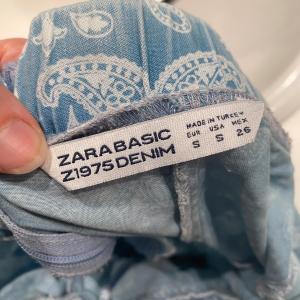 ZARA BASIC
Z1975 DENIM
MADE IN TURKEY
EUR USA MEX
S S 26